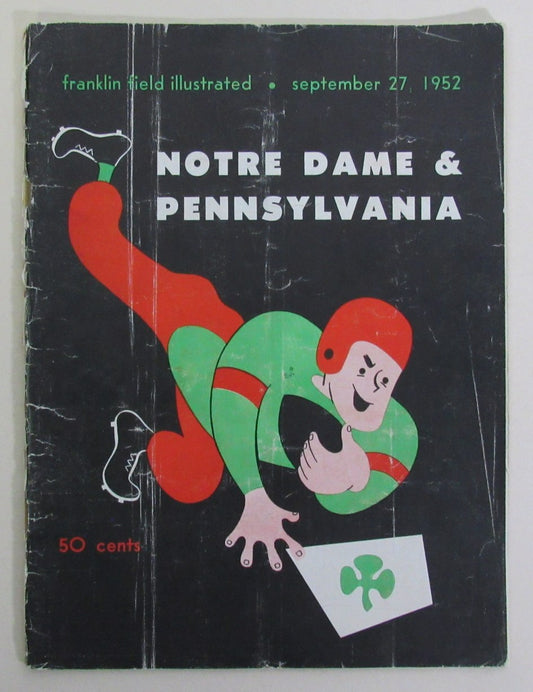 franklin field illustrated • september 27, 1952
NOTRE DAME &
PENNSYLVANIA
50 cents